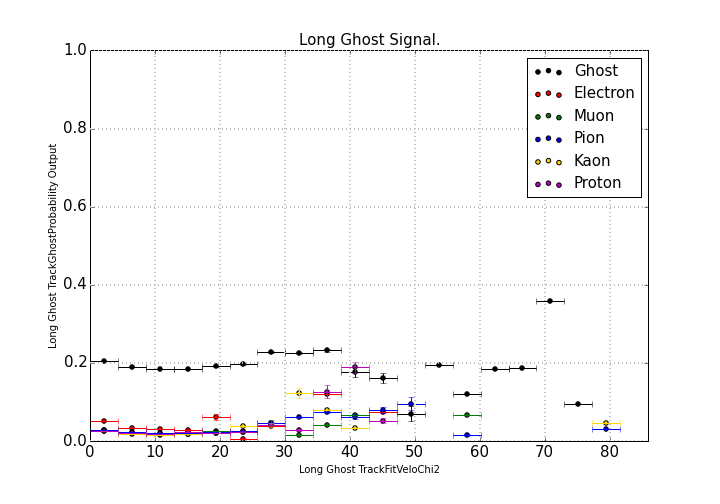 Long Ghost Signal.
1.0
0.8
0.6
0.4
0.2
0.0
Long Ghost TrackGhostProbability Output
Ghost
Electron
Muon
Pion
Kaon
Proton
0 10 20 30 40 50 60 70 80
Long Ghost TrackFitVeloChi2